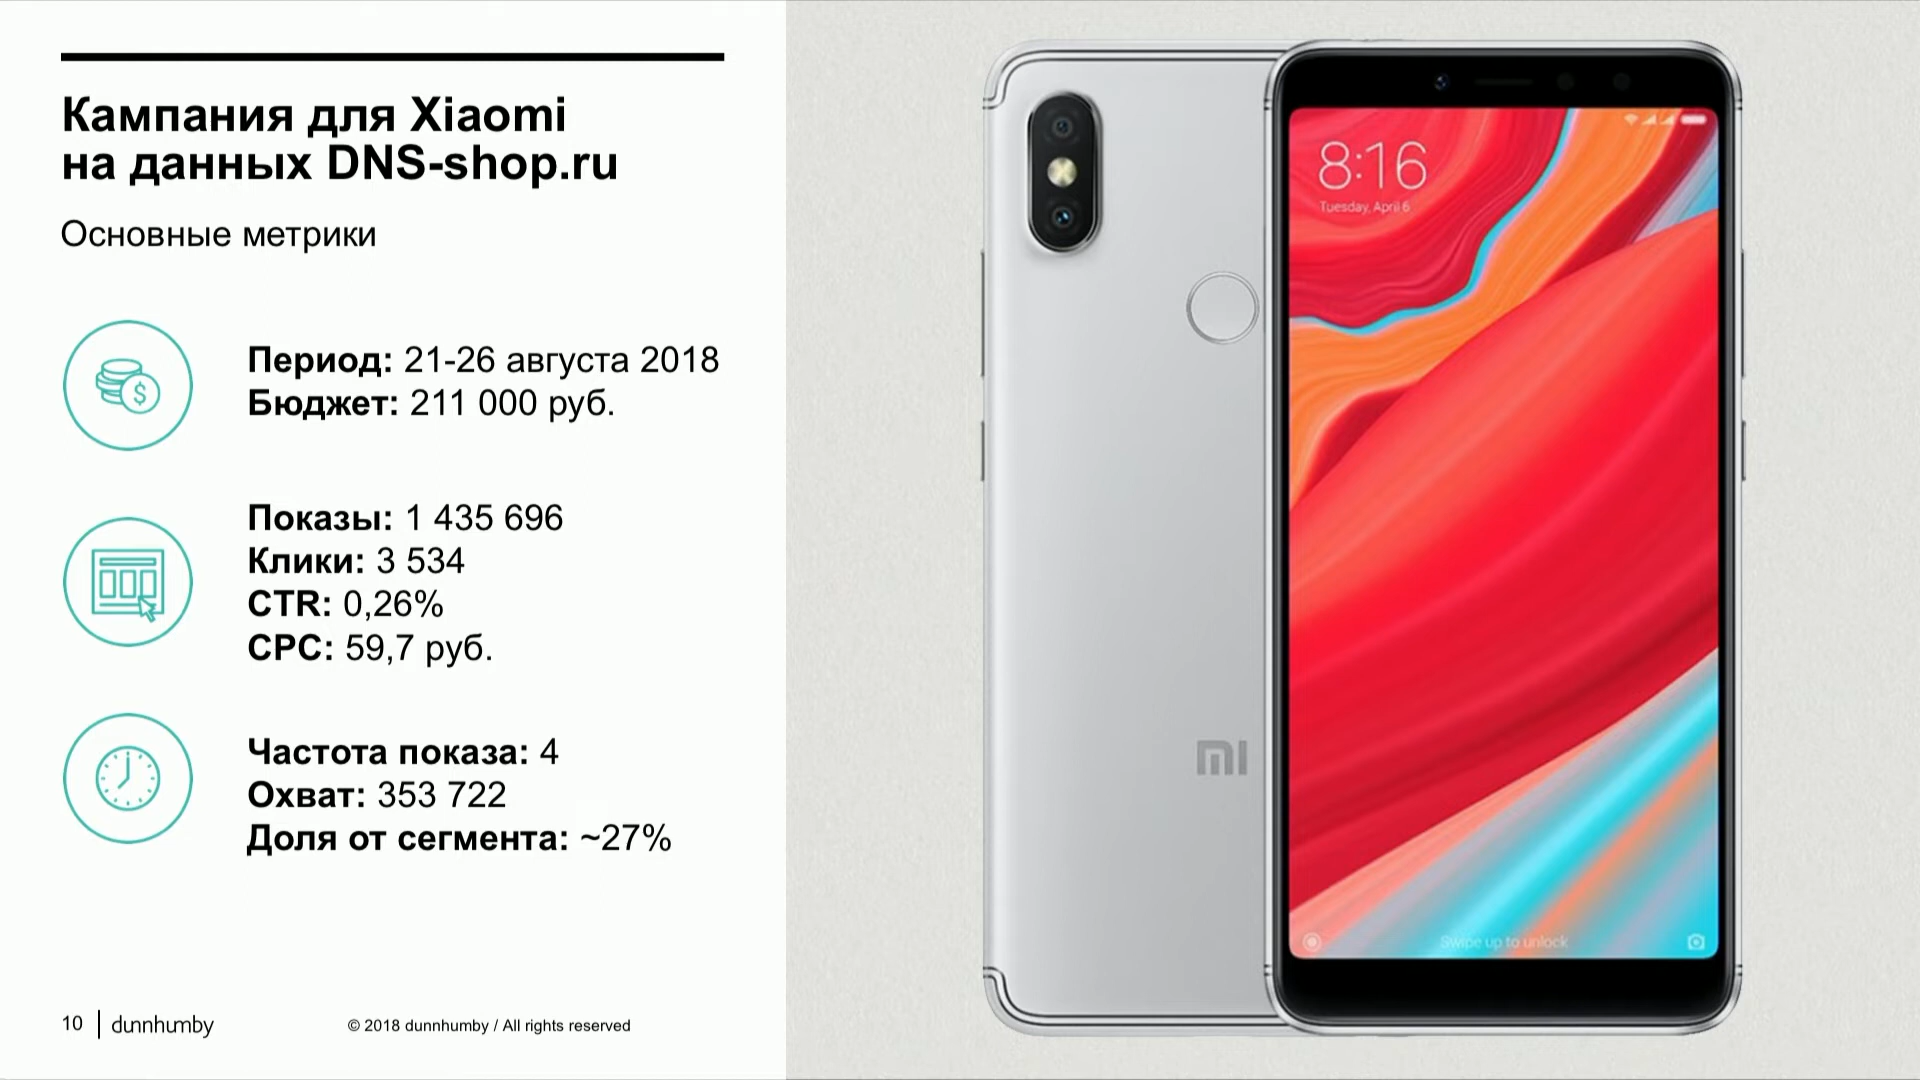 Кампания для Xiaomi
на данных DNS-shop.ru
Основные метрики
Период: 21-26 августа 2018
Бюджет: 211 000 руб.
Показы: 1 435 696
Клики: 3 534
CTR: 0,26%
CPC: 59,7 руб.
Частота показа: 4
Охват: 353 722
Доля от сегмента: ~27%
10 | dunnhumby
© 2018 dunnhumby / All rights reserved
8:16
Tuesday, April 6
Swipe up to unlock
MI